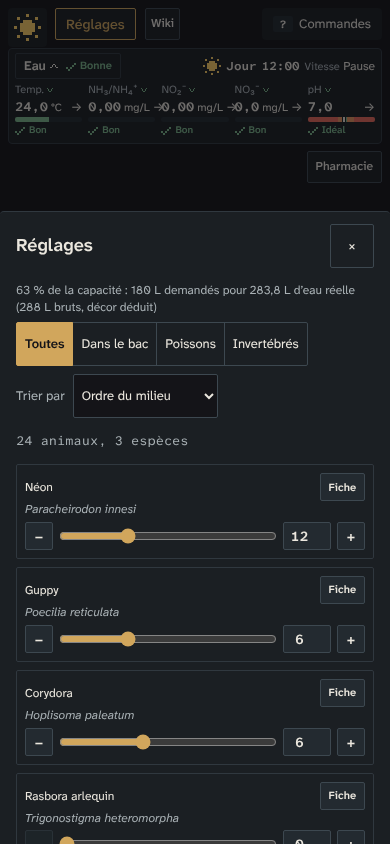 Réglages Wiki ? Commandes
Eau Bonne Jour 12:00 Vitesse Pause
Temp. NH₃/NH₄⁺ NO₂⁻ NO₃⁻ pH
24,0 °C → 0,00 mg/L → 0,00 mg/L → 0,0 mg/L → 7,0 →
Bon Bon Bon Bon Idéal
Pharmacie
Réglages ×
63 % de la capacité : 180 L demandés pour 283,8 L d'eau réelle
(288 L bruts, décor déduit)
Toutes Dans le bac Poissons Invertébrés
Trier par Ordre du milieu
24 animaux, 3 espèces
Néon Fiche
Paracheirodon innesi
− 12 +
Guppy Fiche
Poecilia reticulata
− 6 +
Corydora Fiche
Hoplisoma paleatum
− 6 +
Rasbora arlequin Fiche
Trigonostigma heteromorpha